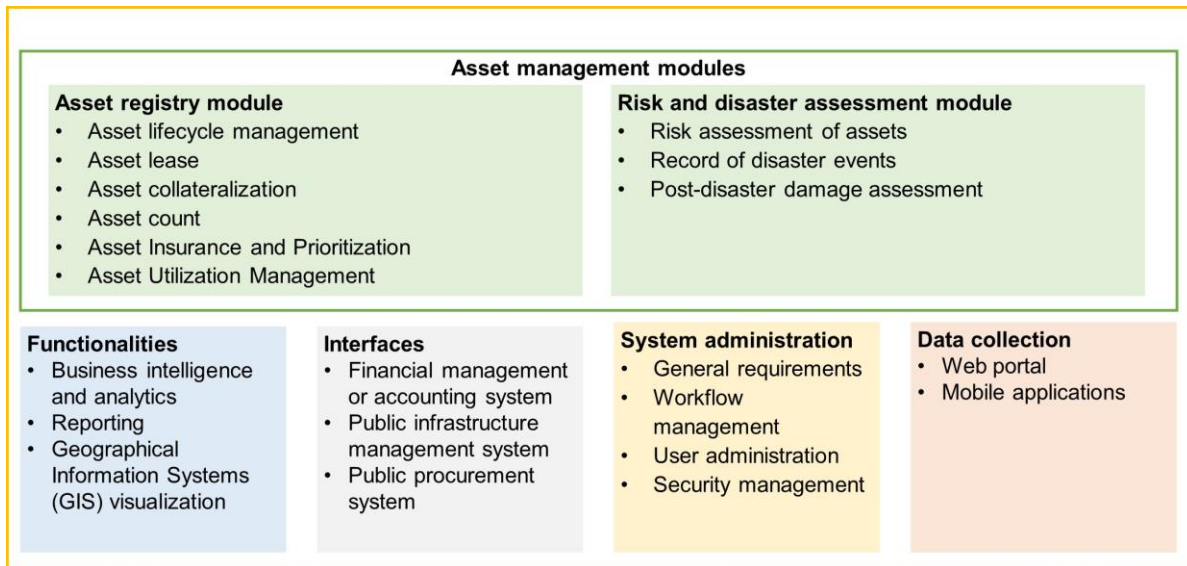 Asset management modules
Asset registry module
• Asset lifecycle management
• Asset lease
• Asset collateralization
• Asset count
• Asset Insurance and Prioritization
• Asset Utilization Management
Risk and disaster assessment module
• Risk assessment of assets
• Record of disaster events
• Post-disaster damage assessment
Functionalities
• Business intelligence
and analytics
• Reporting
• Geographical
Information Systems
(GIS) visualization
Interfaces
• Financial management
or accounting system
• Public infrastructure
management system
• Public procurement
system
System administration
• General requirements
• Workflow
management
• User administration
• Security management
Data collection
• Web portal
• Mobile applications